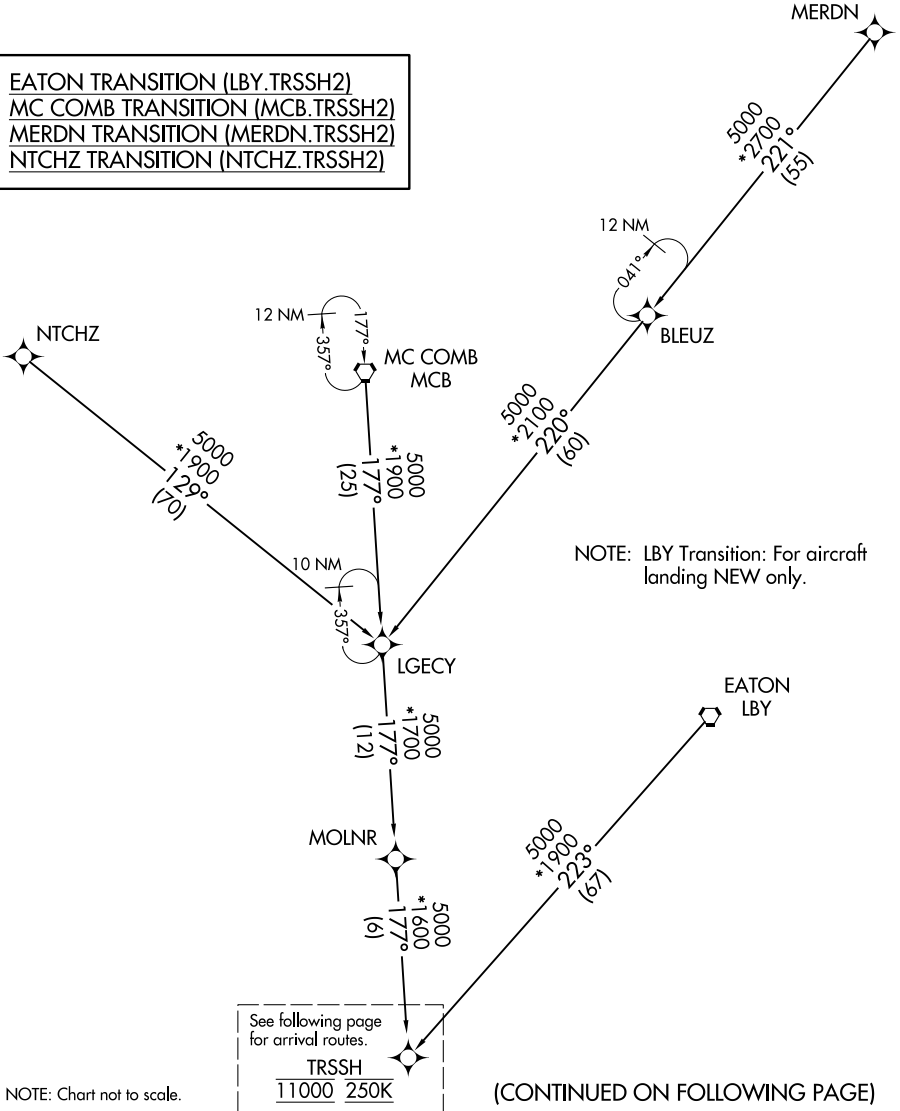 MERDN
EATON TRANSITION (LBY.TRSSH2)
MC COMB TRANSITION (MCB.TRSSH2)
MERDN TRANSITION (MERDN.TRSSH2)
NTCHZ TRANSITION (NTCHZ.TRSSH2)
5000
*2700
221°
(55)
12 NM
041°
BLEUZ
12 NM
177°
357°
MC COMB
MCB
NTCHZ
5000
*2100
220°
(60)
5000
*1900
129°
(70)
5000
*1900
177°
(25)
NOTE: LBY Transition: For aircraft
landing NEW only.
10 NM
357°
LGECY
EATON
LBY
5000
*1700
177°
(12)
MOLNR
5000
*1900
223°
(67)
5000
*1600
177°
(6)
See following page
for arrival routes.
TRSSH
11000 250K
NOTE: Chart not to scale.
(CONTINUED ON FOLLOWING PAGE)